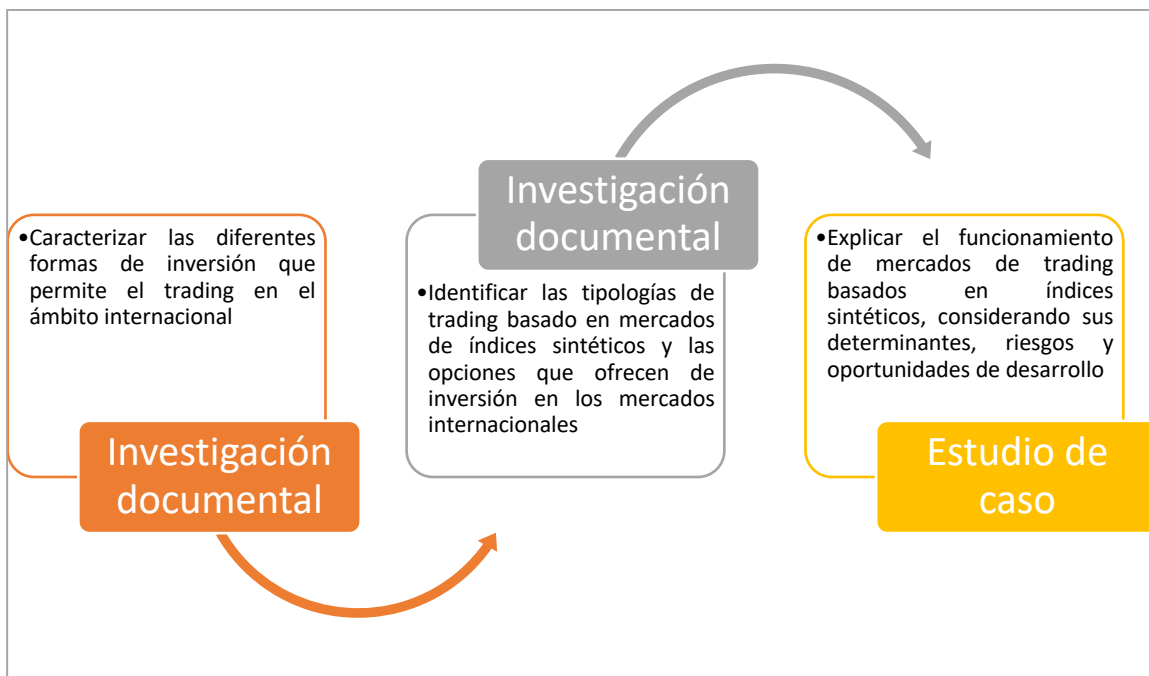 •Caracterizar las diferentes
formas de inversión que
permite el trading en el
ámbito internacional
Investigación
documental
Investigación
documental
•Identificar las tipologías de
trading basado en mercados
de índices sintéticos y las
opciones que ofrecen de
inversión en los mercados
internacionales
•Explicar el funcionamiento
de mercados de trading
basados en índices
sintéticos, considerando sus
determinantes, riesgos y
oportunidades de desarrollo
Estudio de
caso